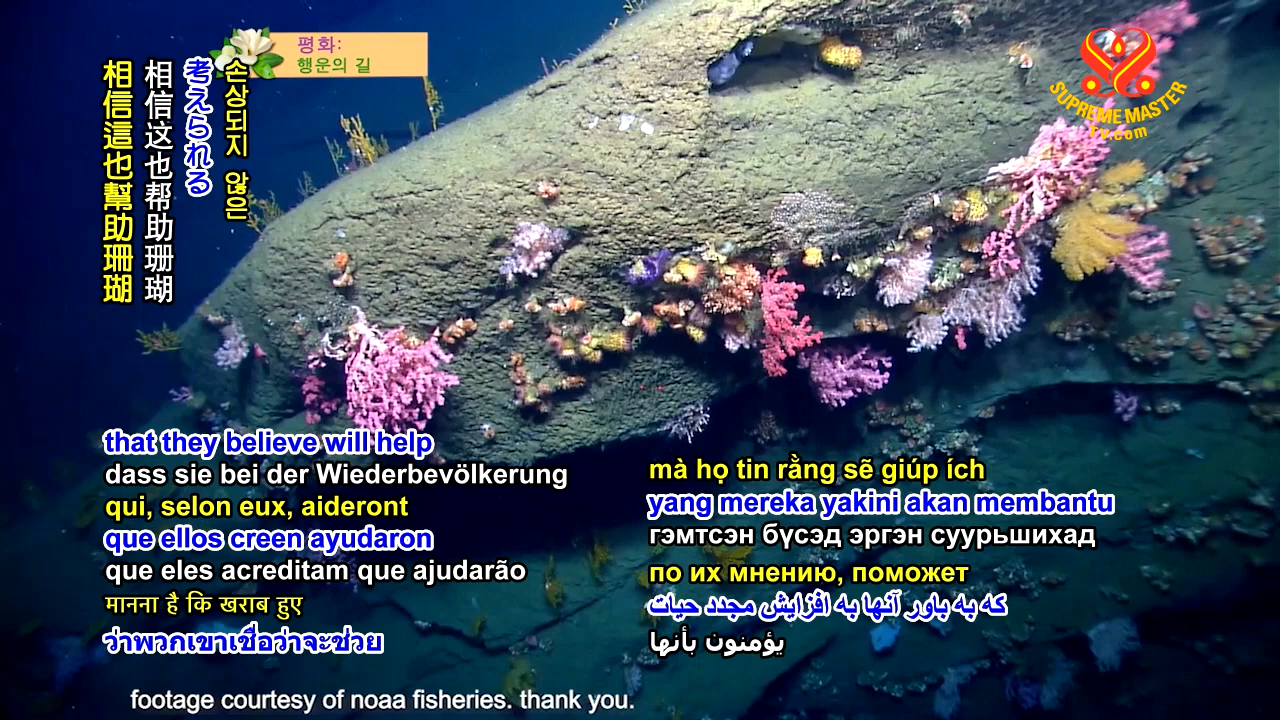 평화:
행운의 길
SUPREME MASTER
TV.com
손상되지 않은
考えられる
相信这也帮助珊瑚
相信這也幫助珊瑚
that they believe will help
dass sie bei der Wiederbevölkerung
qui, selon eux, aideront
que ellos creen ayudaron
que eles acreditam que ajudarão
मानना है कि खराब हुए
ว่าพวกเขาเชื่อว่าจะช่วย
mà họ tin rằng sẽ giúp ích
yang mereka yakini akan membantu
гэмтсэн бүсэд эргэн суурьшихад
по их мнению, поможет
که به باور آنها به افزایش مجدد حیات
يؤمنون بأنها
footage courtesy of noaa fisheries. thank you.